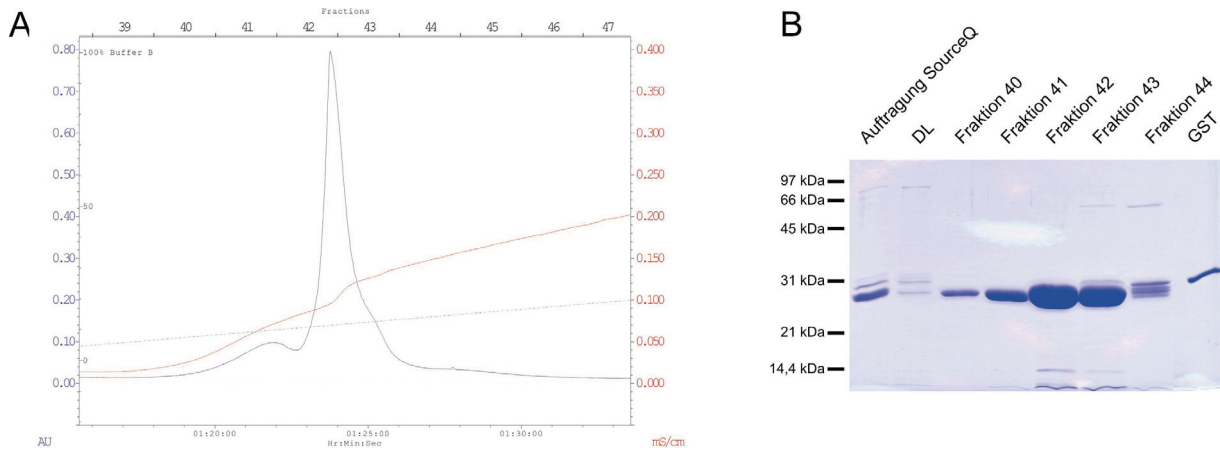 A
Fractions
39 40 41 42 43 44 45 46 47
100% Buffer B
0.80
0.70
0.60
0.50
0.40
0.30
0.20
0.10
0.00
50
0
0.400
0.350
0.300
0.250
0.200
0.150
0.100
0.050
0.000
AU
01:20:00 01:25:00 01:30:00
Hr:Min:Sec
mS/cm
B
Auftragung SourceQ
DL
Fraktion 40
Fraktion 41
Fraktion 42
Fraktion 43
Fraktion 44
GST
97 kDa
66 kDa
45 kDa
31 kDa
21 kDa
14,4 kDa